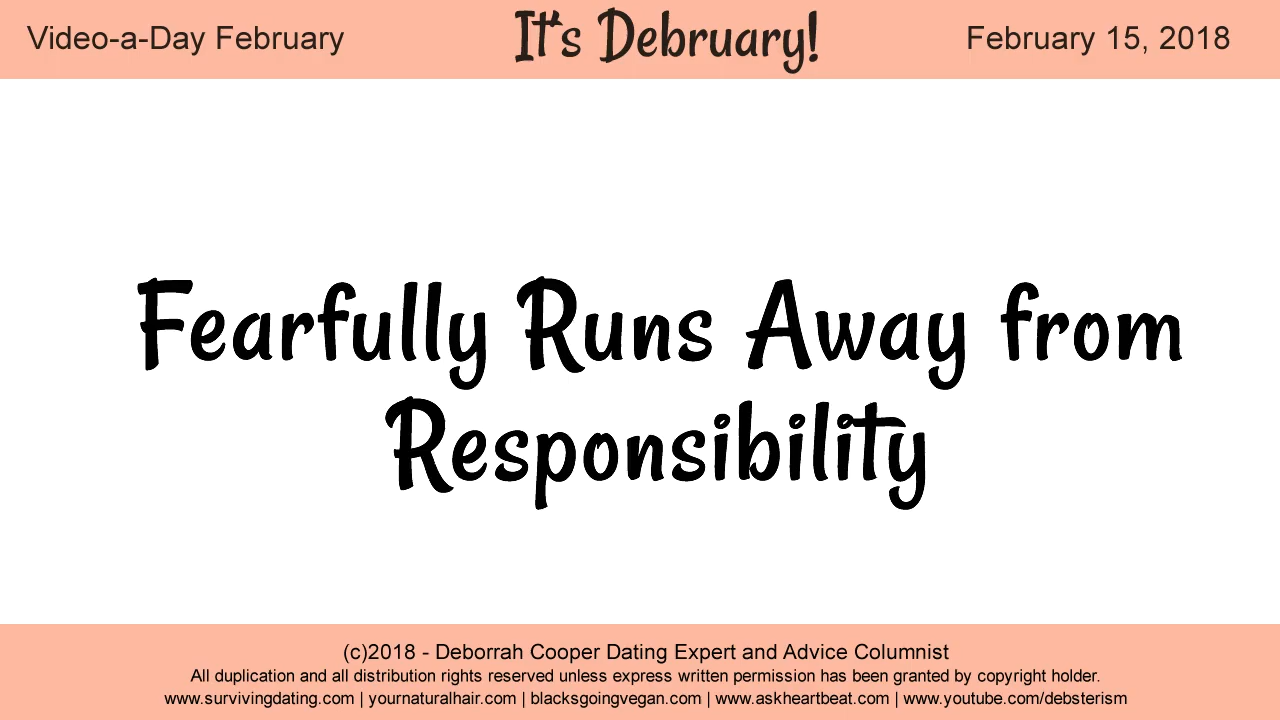 Video-a-Day February
It's Debruary!
February 15, 2018
Fearfully Runs Away from
Responsibility
(c)2018 - Deborrah Cooper Dating Expert and Advice Columnist
All duplication and all distribution rights reserved unless express written permission has been granted by copyright holder.
www.survivingdating.com | yournaturalhair.com | blacksgoingvegan.com | www.askheartbeat.com | www.youtube.com/debsterism